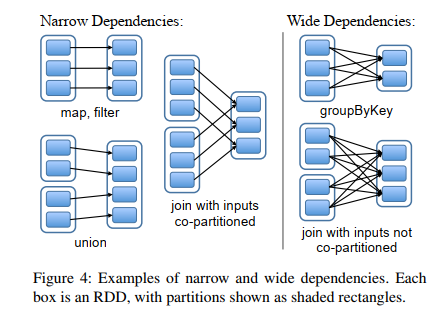 Narrow Dependencies:
Wide Dependencies:
map, filter
groupByKey
join with inputs
co-partitioned
union
join with inputs not
co-partitioned
Figure 4: Examples of narrow and wide dependencies. Each
box is an RDD, with partitions shown as shaded rectangles.